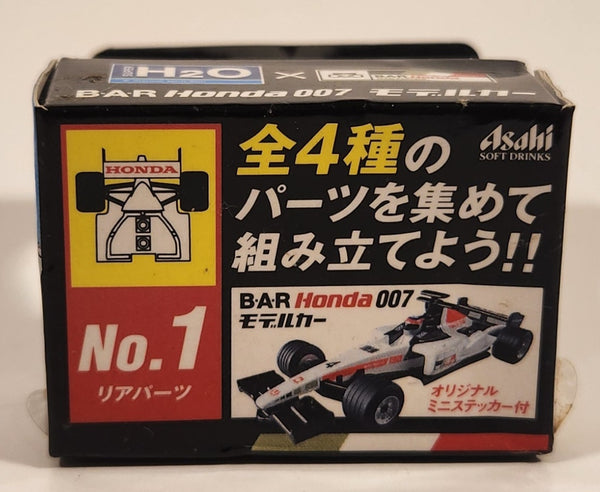 H2O ×
B·A·R Honda 007 モデルカー
HONDA
全4種の
パーツを集めて
組み立てよう!!
Asahi
SOFT DRINKS
No.1
リアパーツ
B·A·R Honda 007
モデルカー
オリジナル
ミニステッカー付